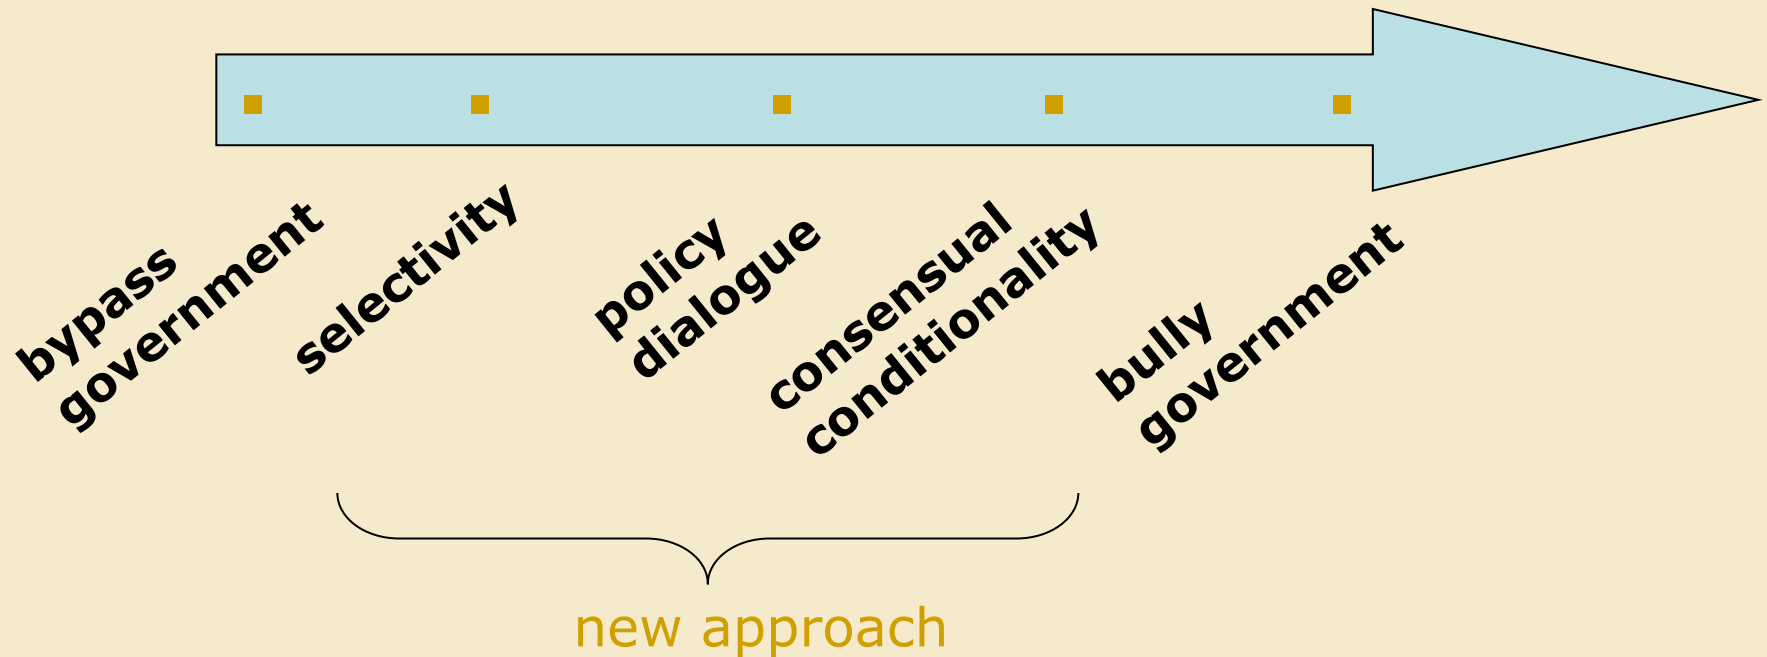 bypass
government
selectivity
policy
dialogue
consensual
conditionality
bully
government
new approach